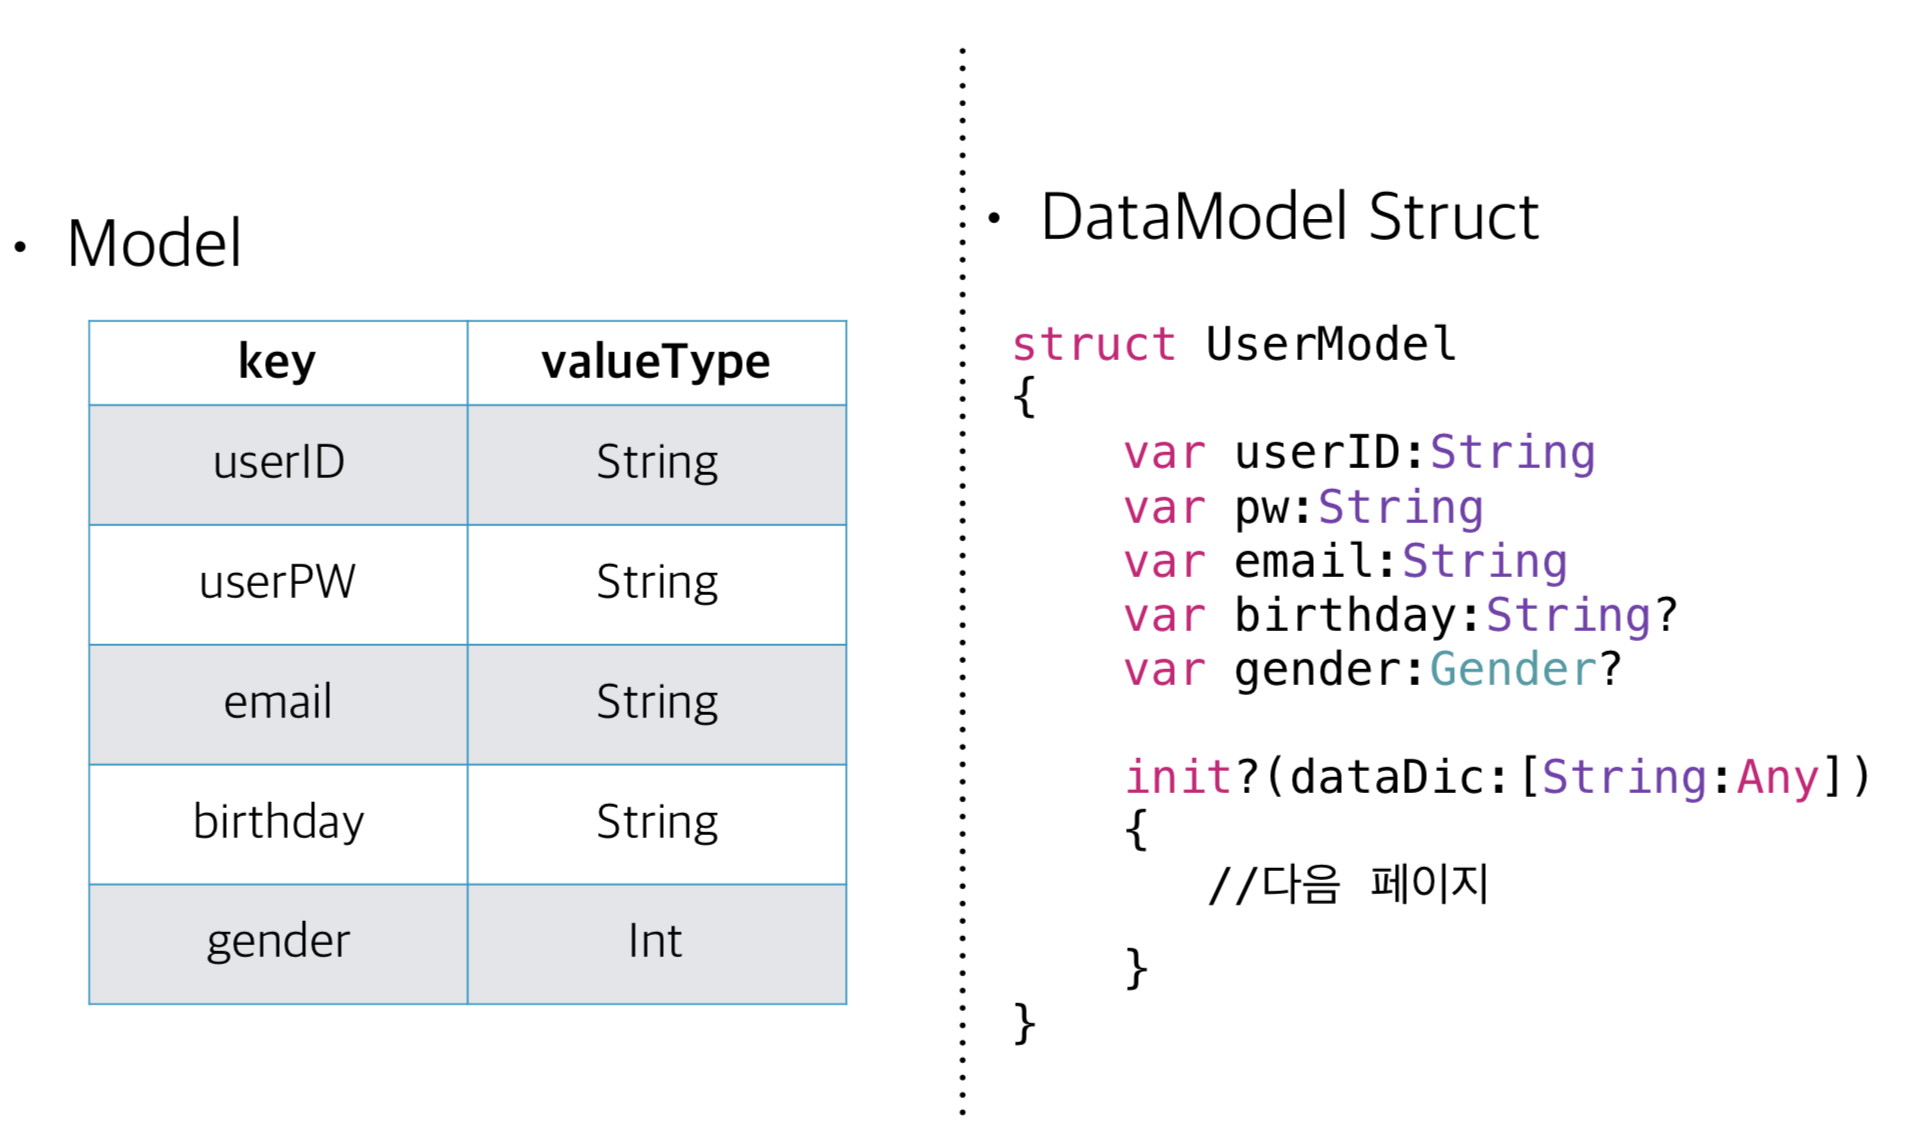 • Model
key valueType
userID String
userPW String
email String
birthday String
gender Int
• DataModel Struct
struct UserModel
{
var userID:String
var pw:String
var email:String
var birthday:String?
var gender:Gender?
init?(dataDic:[String:Any])
{
//다음 페이지
}
}